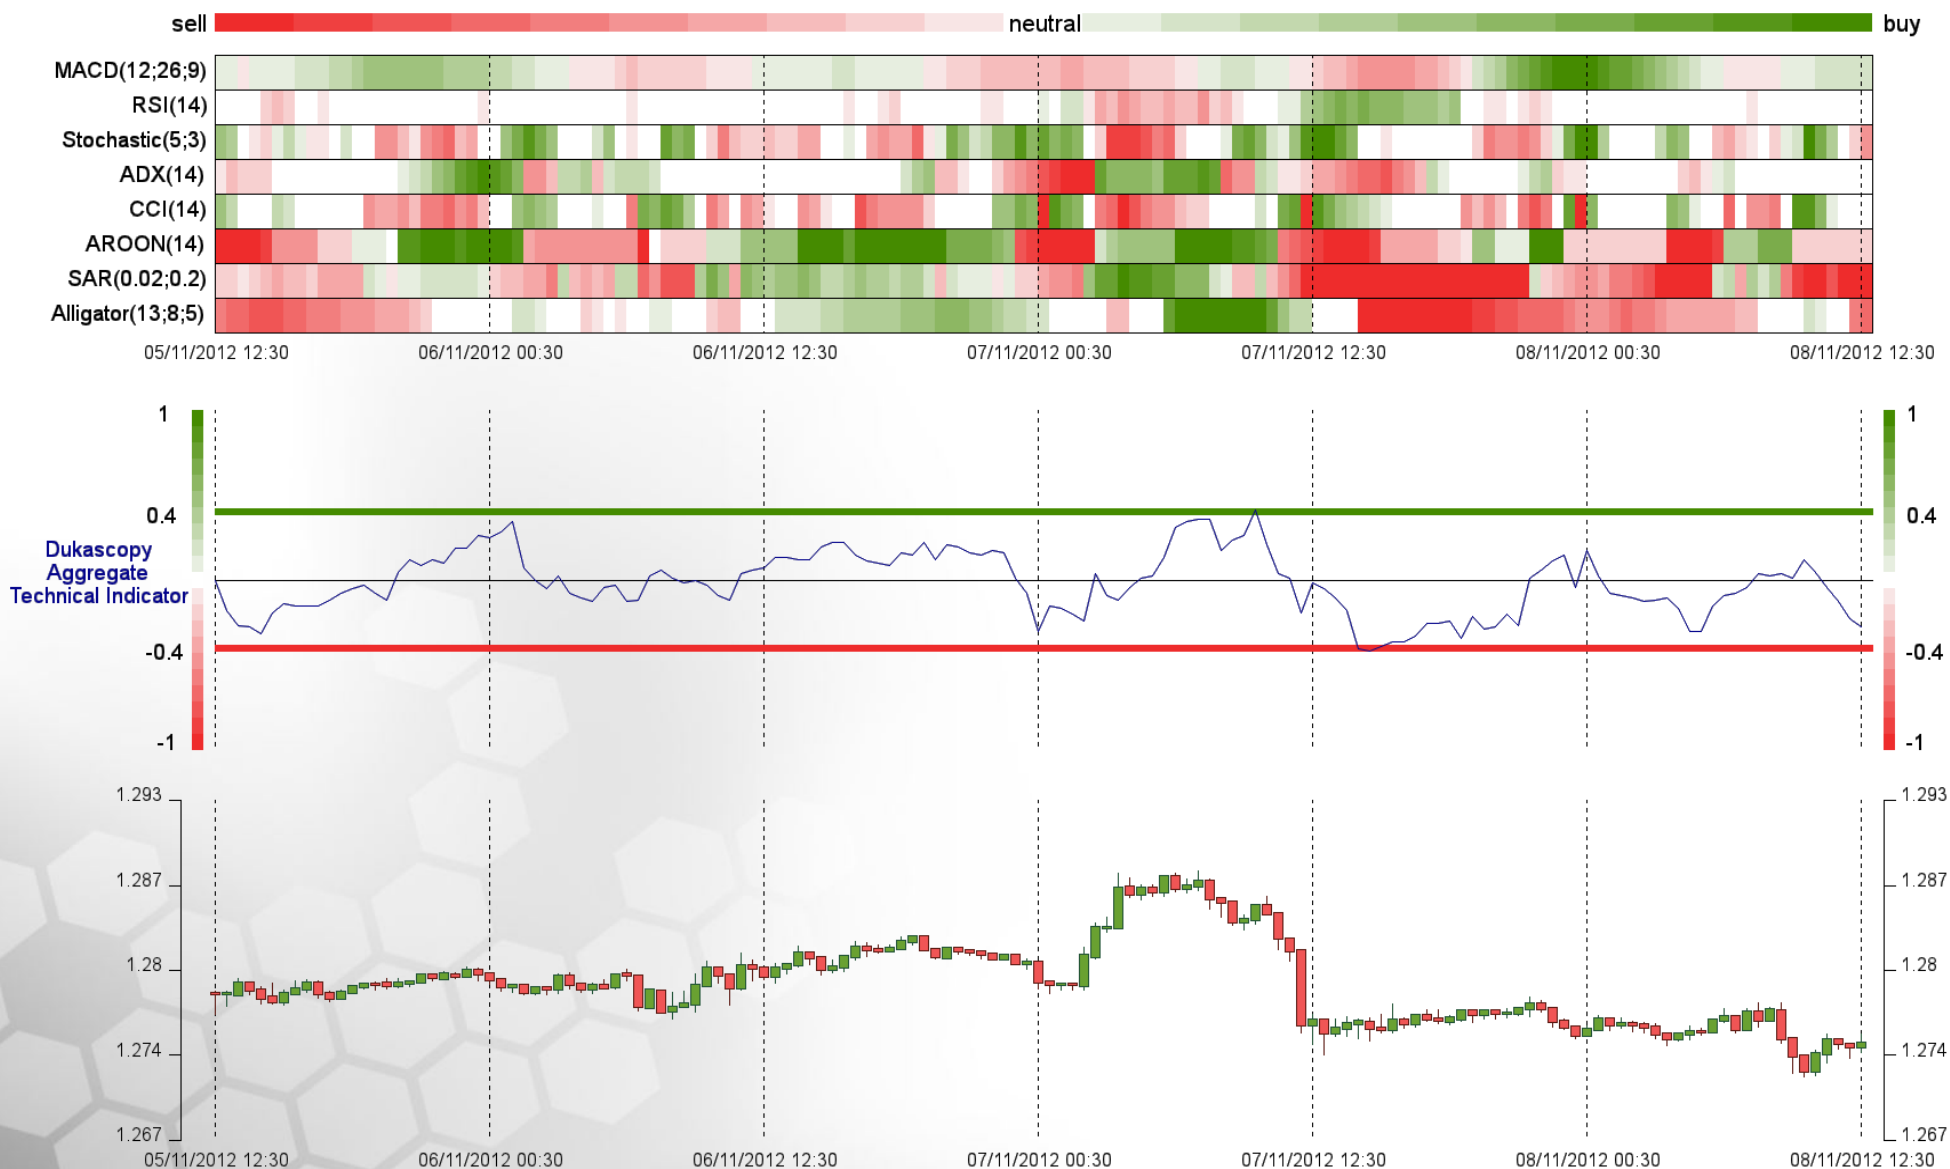 sell neutral buy
MACD(12;26;9)
RSI(14)
Stochastic(5;3)
ADX(14)
CCI(14)
AROON(14)
SAR(0.02;0.2)
Alligator(13;8;5)
05/11/2012 12:30 06/11/2012 00:30 06/11/2012 12:30 07/11/2012 00:30 07/11/2012 12:30 08/11/2012 00:30 08/11/2012 12:30
1 1
0.4 0.4
Dukascopy
Aggregate
Technical Indicator
-0.4 -0.4
-1 -1
1.293 1.293
1.287 1.287
1.28 1.28
1.274 1.274
1.267 1.267
05/11/2012 12:30 06/11/2012 00:30 06/11/2012 12:30 07/11/2012 00:30 07/11/2012 12:30 08/11/2012 00:30 08/11/2012 12:30